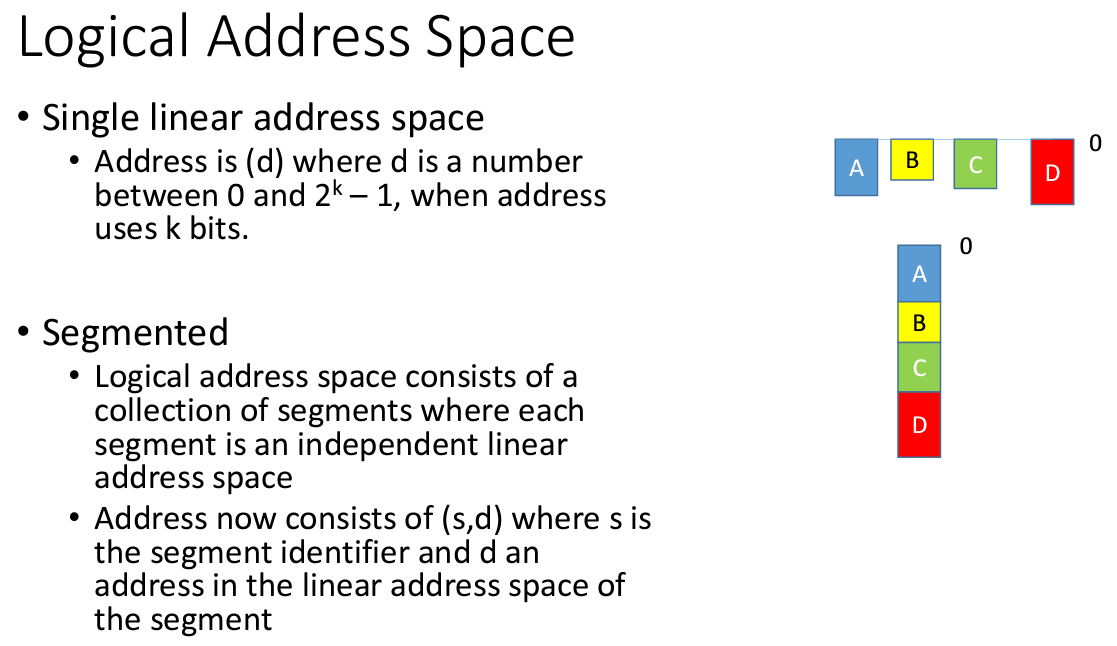 Logical Address Space
• Single linear address space
• Address is (d) where d is a number
between 0 and 2ᵏ – 1, when address
uses k bits.
• Segmented
• Logical address space consists of a
collection of segments where each
segment is an independent linear
address space
• Address now consists of (s,d) where s is
the segment identifier and d an
address in the linear address space of
the segment
A B C D 0
A 0
B
C
D